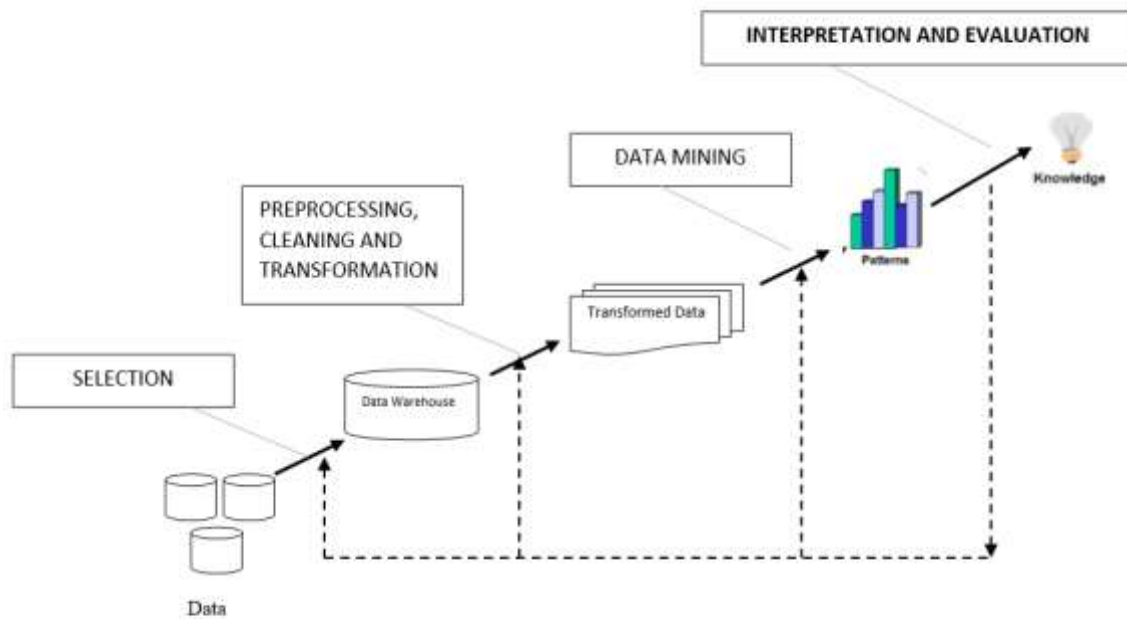 INTERPRETATION AND EVALUATION
Knowledge
DATA MINING
Patterns
PREPROCESSING,
CLEANING AND
TRANSFORMATION
Transformed Data
SELECTION
Data Warehouse
Data